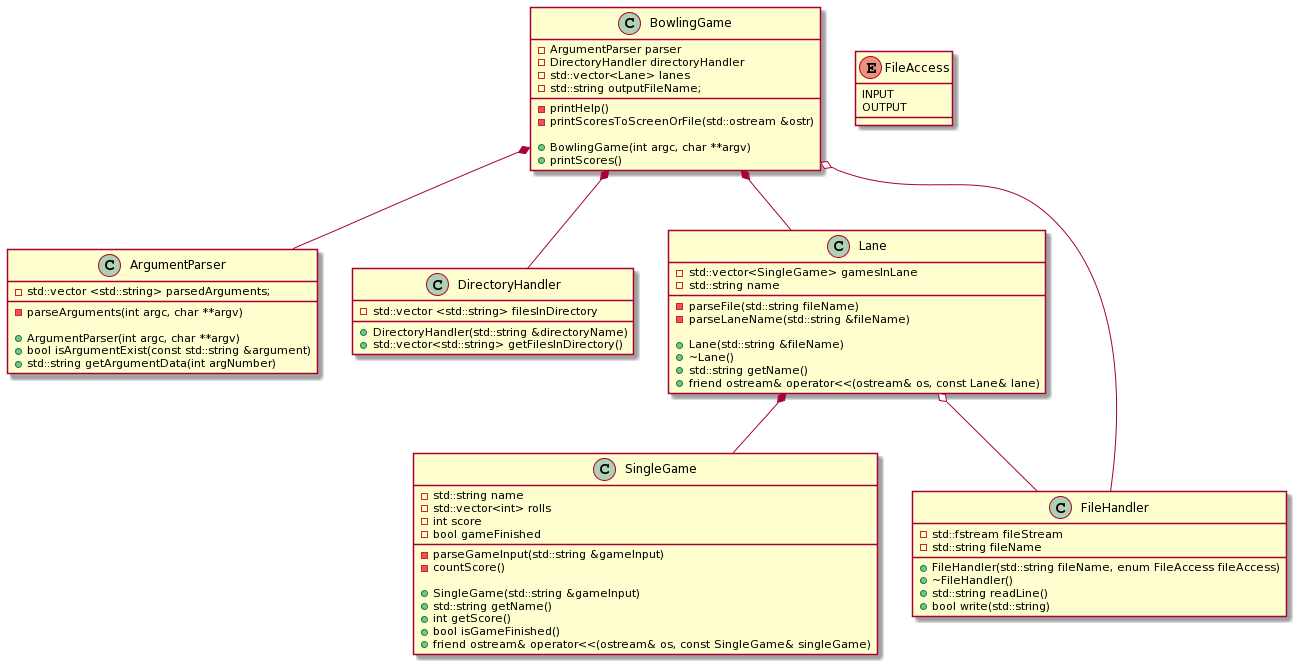 C BowlingGame
ArgumentParser parser
DirectoryHandler directoryHandler
std::vector<Lane> lanes
std::string outputFileName;
printHelp()
printScoresToScreenOrFile(std::ostream &ostr)
BowlingGame(int argc, char **argv)
printScores()
E FileAccess
INPUT
OUTPUT
C ArgumentParser
std::vector <std::string> parsedArguments;
parseArguments(int argc, char **argv)
ArgumentParser(int argc, char **argv)
bool isArgumentExist(const std::string &argument)
std::string getArgumentData(int argNumber)
C DirectoryHandler
std::vector <std::string> filesInDirectory
DirectoryHandler(std::string &directoryName)
std::vector<std::string> getFilesInDirectory()
C Lane
std::vector<SingleGame> gamesInLane
std::string name
parseFile(std::string fileName)
parseLaneName(std::string &fileName)
Lane(std::string &fileName)
~Lane()
std::string getName()
friend ostream& operator<<(ostream& os, const Lane& lane)
C SingleGame
std::string name
std::vector<int> rolls
int score
bool gameFinished
parseGameInput(std::string &gameInput)
countScore()
SingleGame(std::string &gameInput)
std::string getName()
int getScore()
bool isGameFinished()
friend ostream& operator<<(ostream& os, const SingleGame& singleGame)
C FileHandler
std::fstream fileStream
std::string fileName
FileHandler(std::string fileName, enum FileAccess fileAccess)
~FileHandler()
std::string readLine()
bool write(std::string)